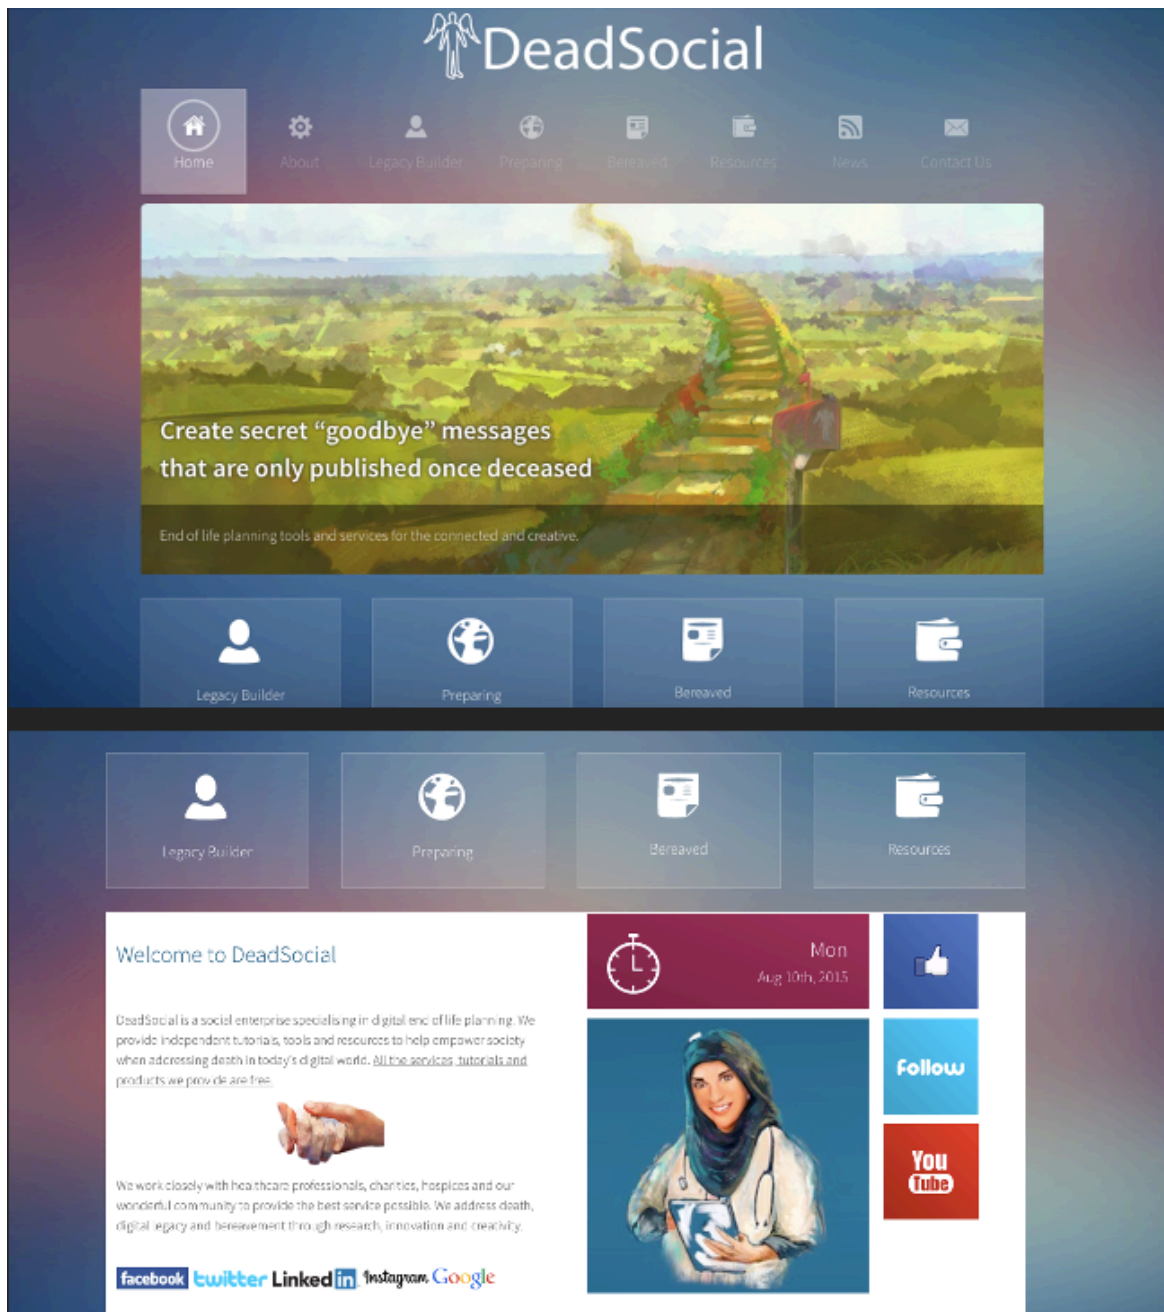 DeadSocial
Home
About
Legacy Builder
Preparing
Bereaved
Resources
News
Contact Us
Create secret “goodbye” messages
that are only published once deceased
End of life planning tools and services for the connected and creative.
Legacy Builder
Preparing
Bereaved
Resources
Legacy Builder
Preparing
Bereaved
Resources
Welcome to DeadSocial
DeadSocial is a social enterprise specialising in digital end of life planning. We
provide independent tutorials, tools and resources to help empower society
when addressing death in today's digital world. All the services, tutorials and
products we provide are free.
We work closely with healthcare professionals, charities, hospices and our
wonderful community to provide the best service possible. We address death,
digital legacy and bereavement through research, innovation and creativity.
facebook twitter Linked in Instagram Google
Mon
Aug 10th, 2015
Follow
You
Tube